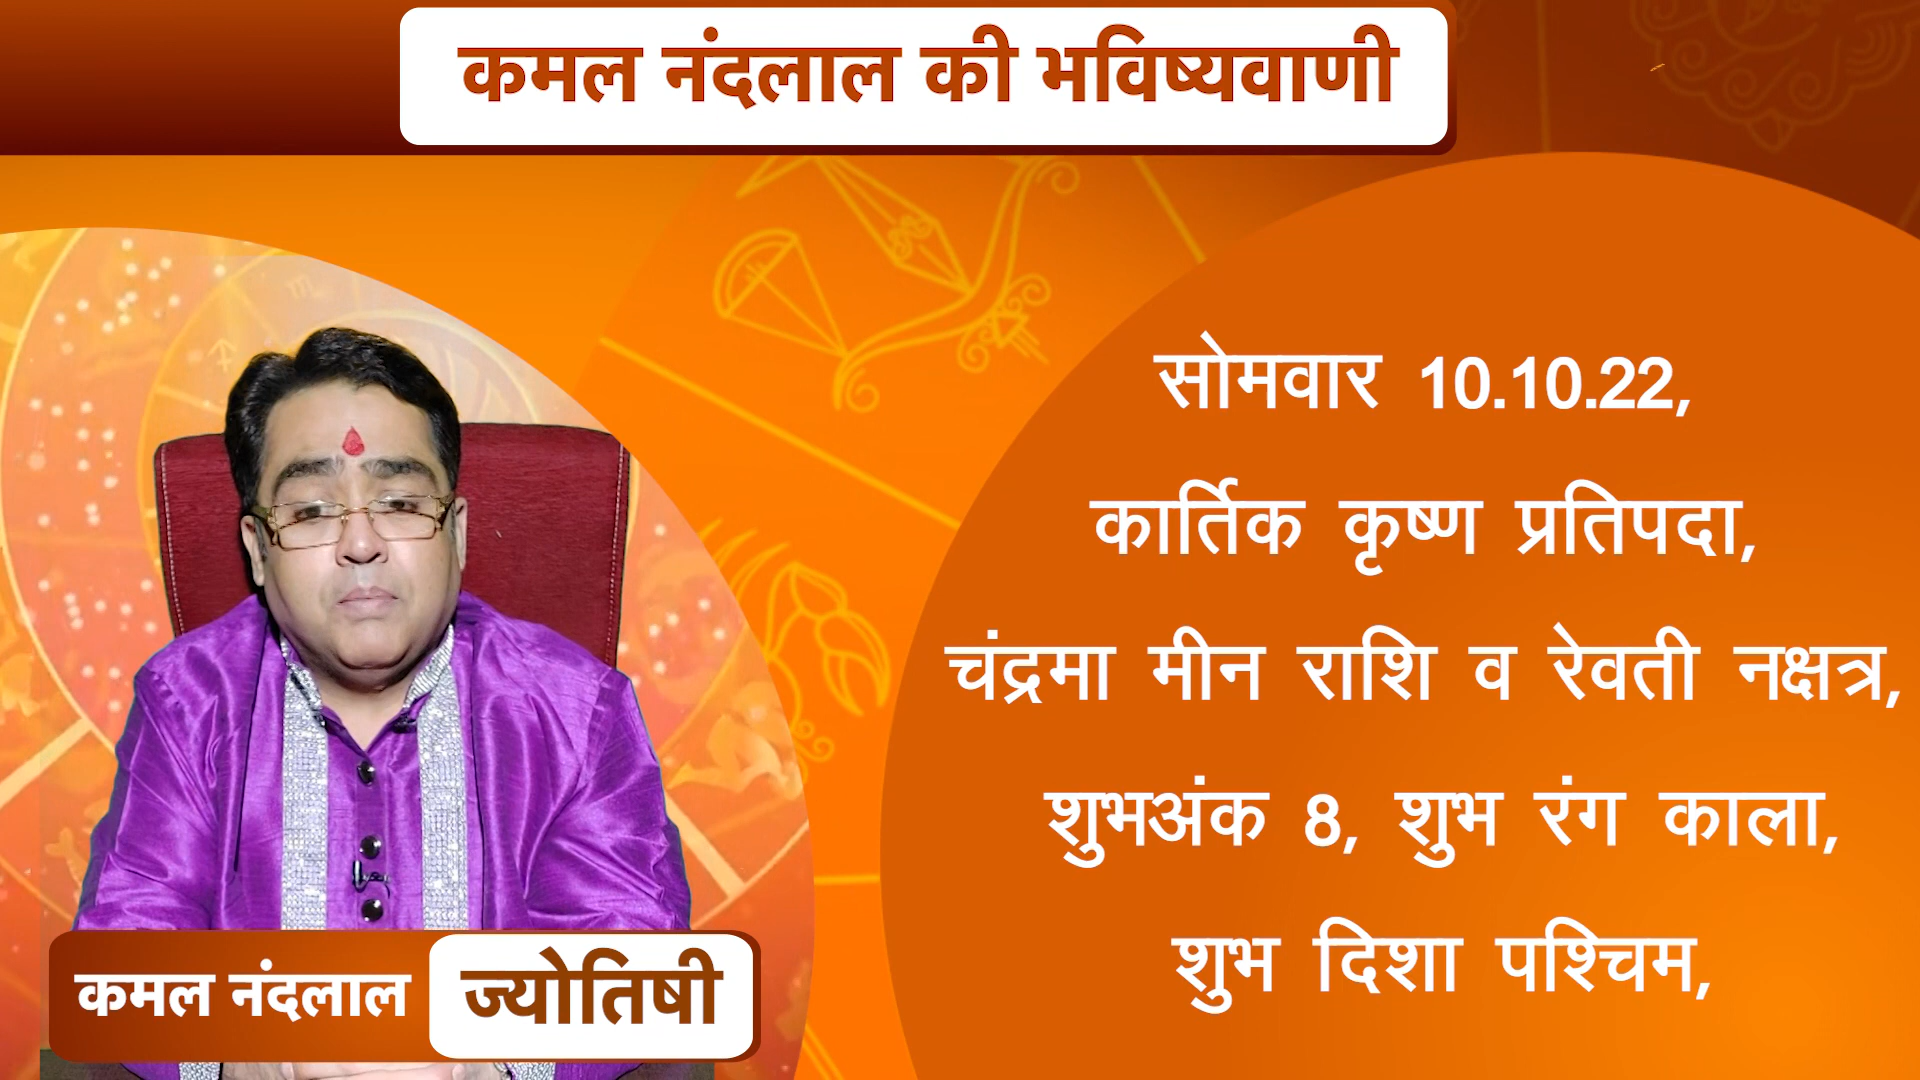 कमल नंदलाल की भविष्यवाणी
सोमवार 10.10.22,
कार्तिक कृष्ण प्रतिपदा,
चंद्रमा मीन राशि व रेवती नक्षत्र,
शुभअंक 8, शुभ रंग काला,
शुभ दिशा पश्चिम,
कमल नंदलाल ज्योतिषी